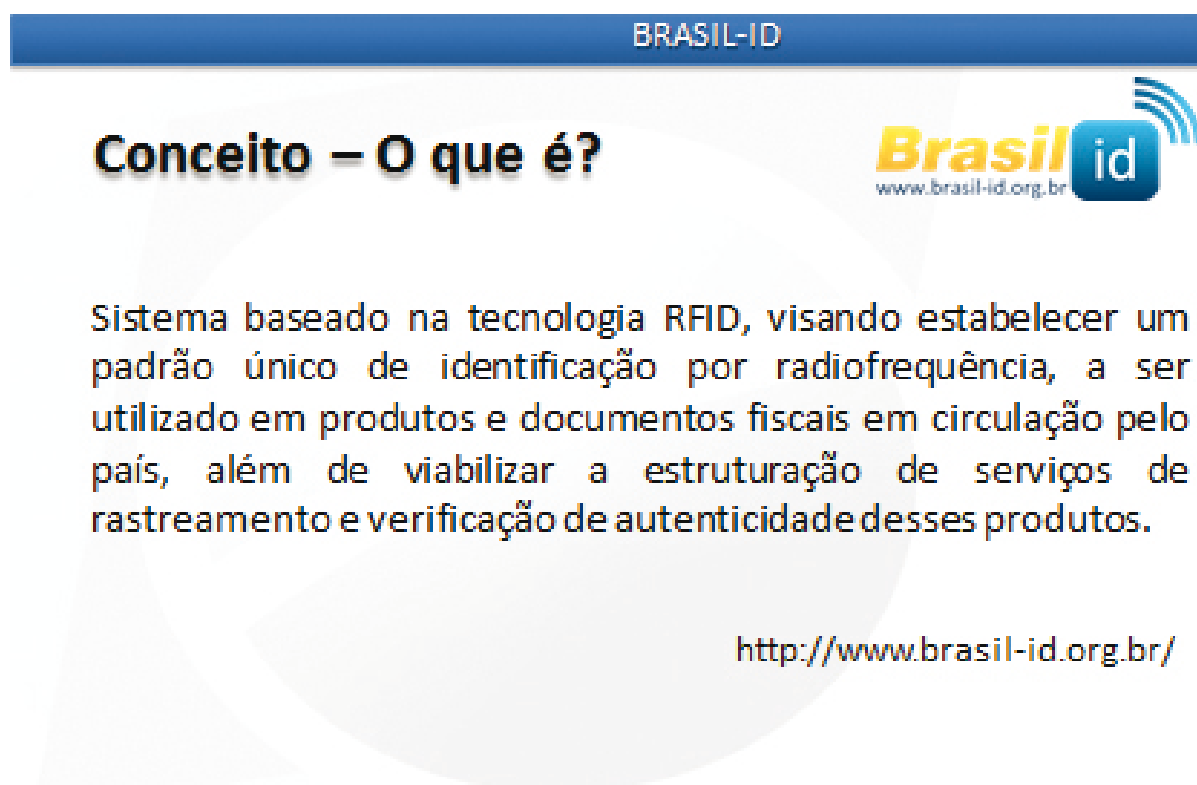 BRASIL-ID
Conceito – O que é?
Brasil id
www.brasil-id.org.br
Sistema baseado na tecnologia RFID, visando estabelecer um
padrão único de identificação por radiofrequência, a ser
utilizado em produtos e documentos fiscais em circulação pelo
país, além de viabilizar a estruturação de serviços de
rastreamento e verificação de autenticidade desses produtos.
http://www.brasil-id.org.br/